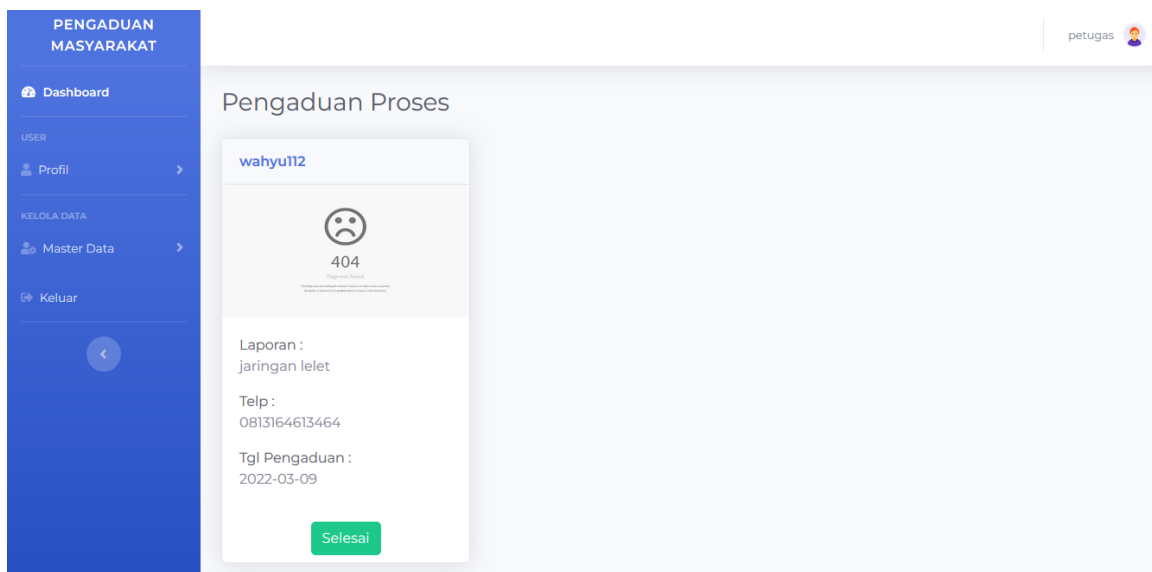 PENGADUAN
MASYARAKAT
petugas
Dashboard
USER
Profil
KELOLA DATA
Master Data
Keluar
Pengaduan Proses
wahyu112
404
Page not found
Laporan :
jaringan lelet
Telp :
0813164613464
Tgl Pengaduan :
2022-03-09
Selesai